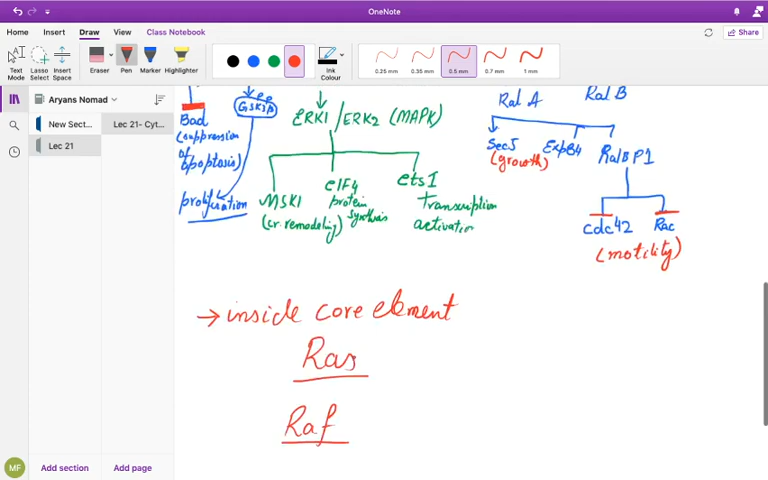 OneNote
Home Insert Draw View Class Notebook Share
Text Mode Lasso Select Insert Space Eraser Pen Marker Highlighter Ink Colour 0.25 mm 0.35 mm 0.5 mm 0.7 mm 1 mm
Aryans Nomad
New Sect... Lec 21- Cyt...
Lec 21
GSK3β
Bad
(suppression
of apoptosis)
proliferation
ERK1/ERK2 (MAPK)
MSK1
(cr. remodeling)
eIF4
protein
synthesis
ets1
transcription
activation
Ral A Ral B
Sec5
(growth)
Exp84
RalBP1
cdc42 Rac
(motility)
→ inside core element
Ras
Raf
MF Add section Add page